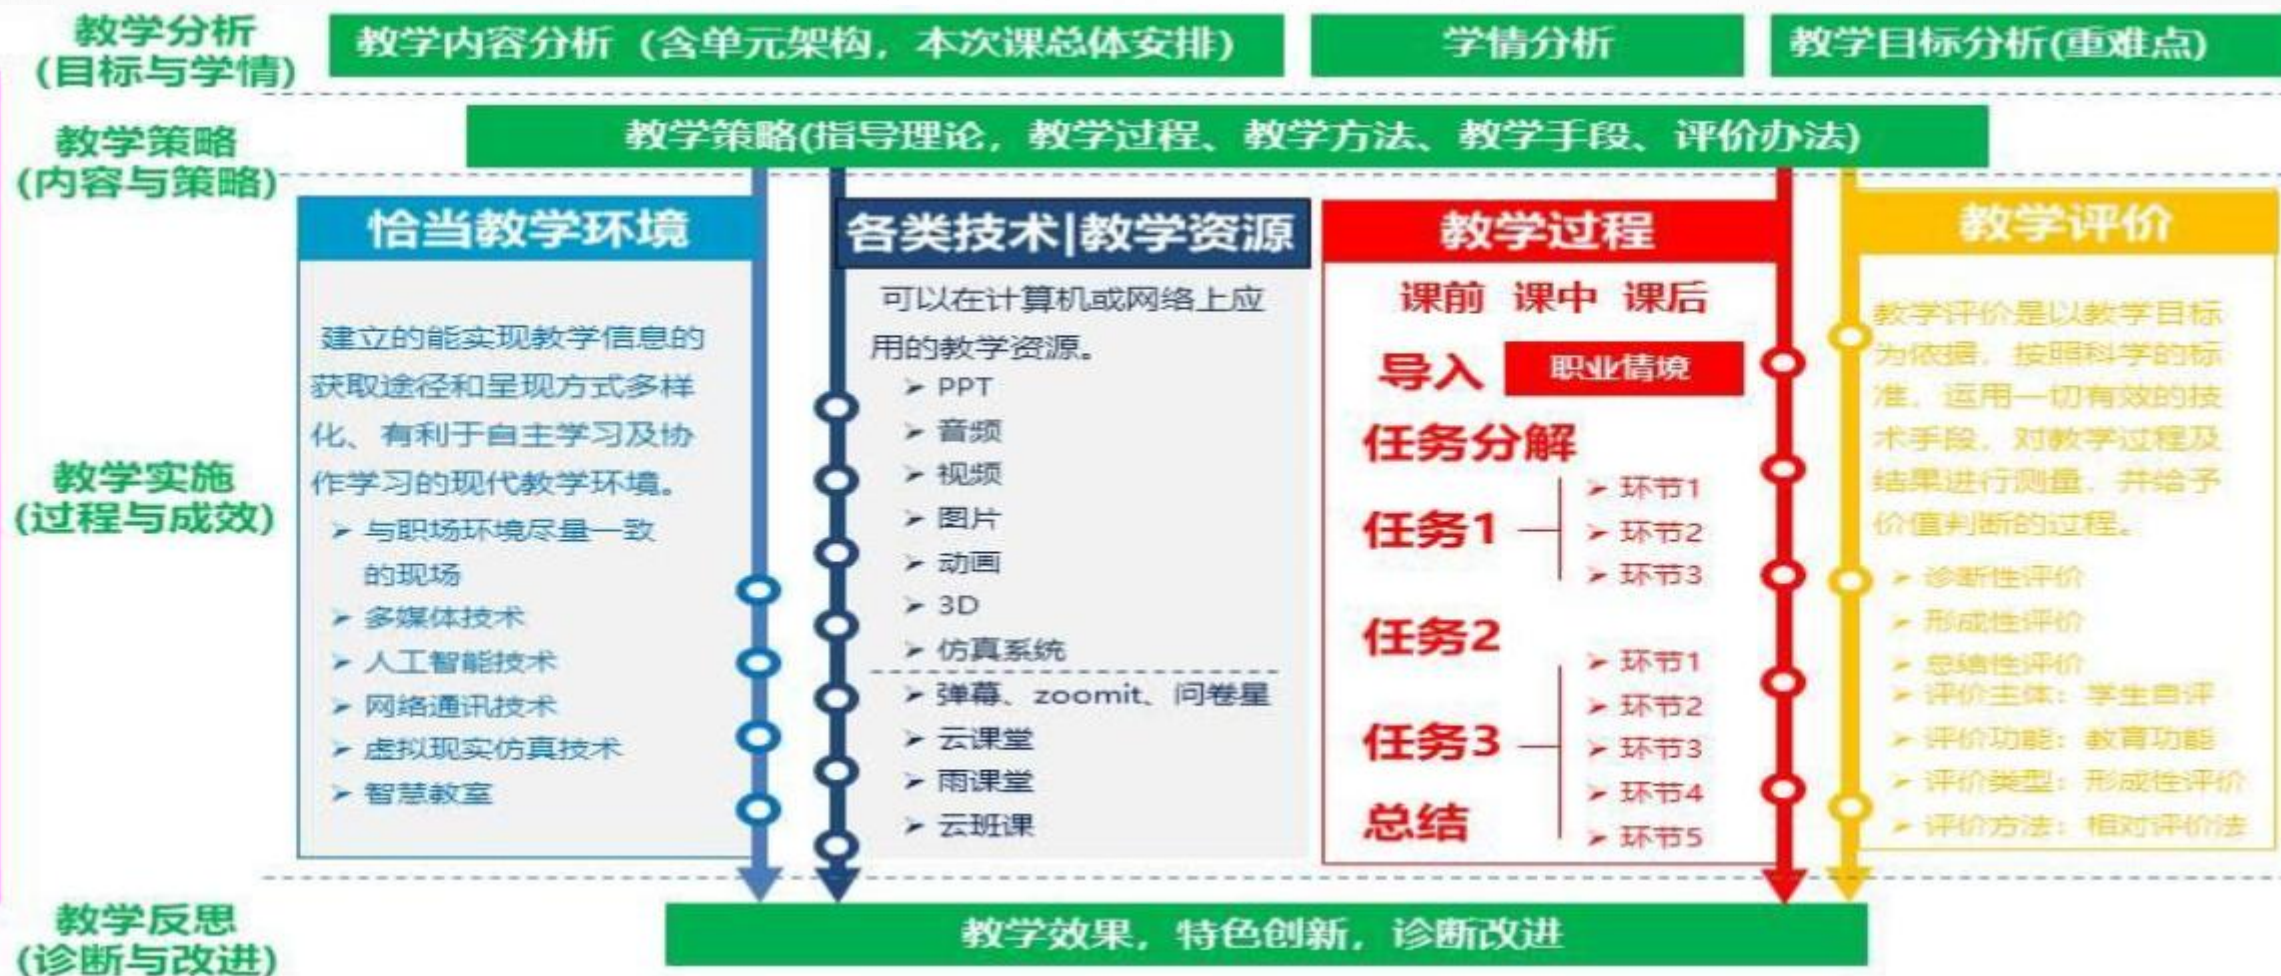 教学分析
(目标与学情)
教学内容分析 (含单元架构，本次课总体安排)
学情分析
教学目标分析(重难点)
教学策略
(内容与策略)
教学策略(指导理论，教学过程、教学方法、教学手段、评价办法)
教学实施
(过程与成效)
恰当教学环境
建立的能实现教学信息的
获取途径和呈现方式多样
化、有利于自主学习及协
作学习的现代教学环境。
➢ 与职场环境尽量一致
的现场
➢ 多媒体技术
➢ 人工智能技术
➢ 网络通讯技术
➢ 虚拟现实仿真技术
➢ 智慧教室
各类技术|教学资源
可以在计算机或网络上应
用的教学资源。
➢ PPT
➢ 音频
➢ 视频
➢ 图片
➢ 动画
➢ 3D
➢ 仿真系统
➢ 弹幕、zoomit、问卷星
➢ 云课堂
➢ 雨课堂
➢ 云班课
教学过程
课前 课中 课后
导入 职业情境
任务分解
任务1
➢ 环节1
➢ 环节2
➢ 环节3
任务2
任务3
➢ 环节1
➢ 环节2
➢ 环节3
➢ 环节4
➢ 环节5
总结
教学评价
教学评价是以教学目标
为依据，按照科学的标
准，运用一切有效的技
术手段，对教学过程及
结果进行测量，并给予
价值判断的过程。
➢ 诊断性评价
➢ 形成性评价
➢ 总结性评价
➢ 评价主体：学生自评
➢ 评价功能：教育功能
➢ 评价类型：形成性评价
➢ 评价方法：相对评价法
教学反思
(诊断与改进)
教学效果，特色创新，诊断改进